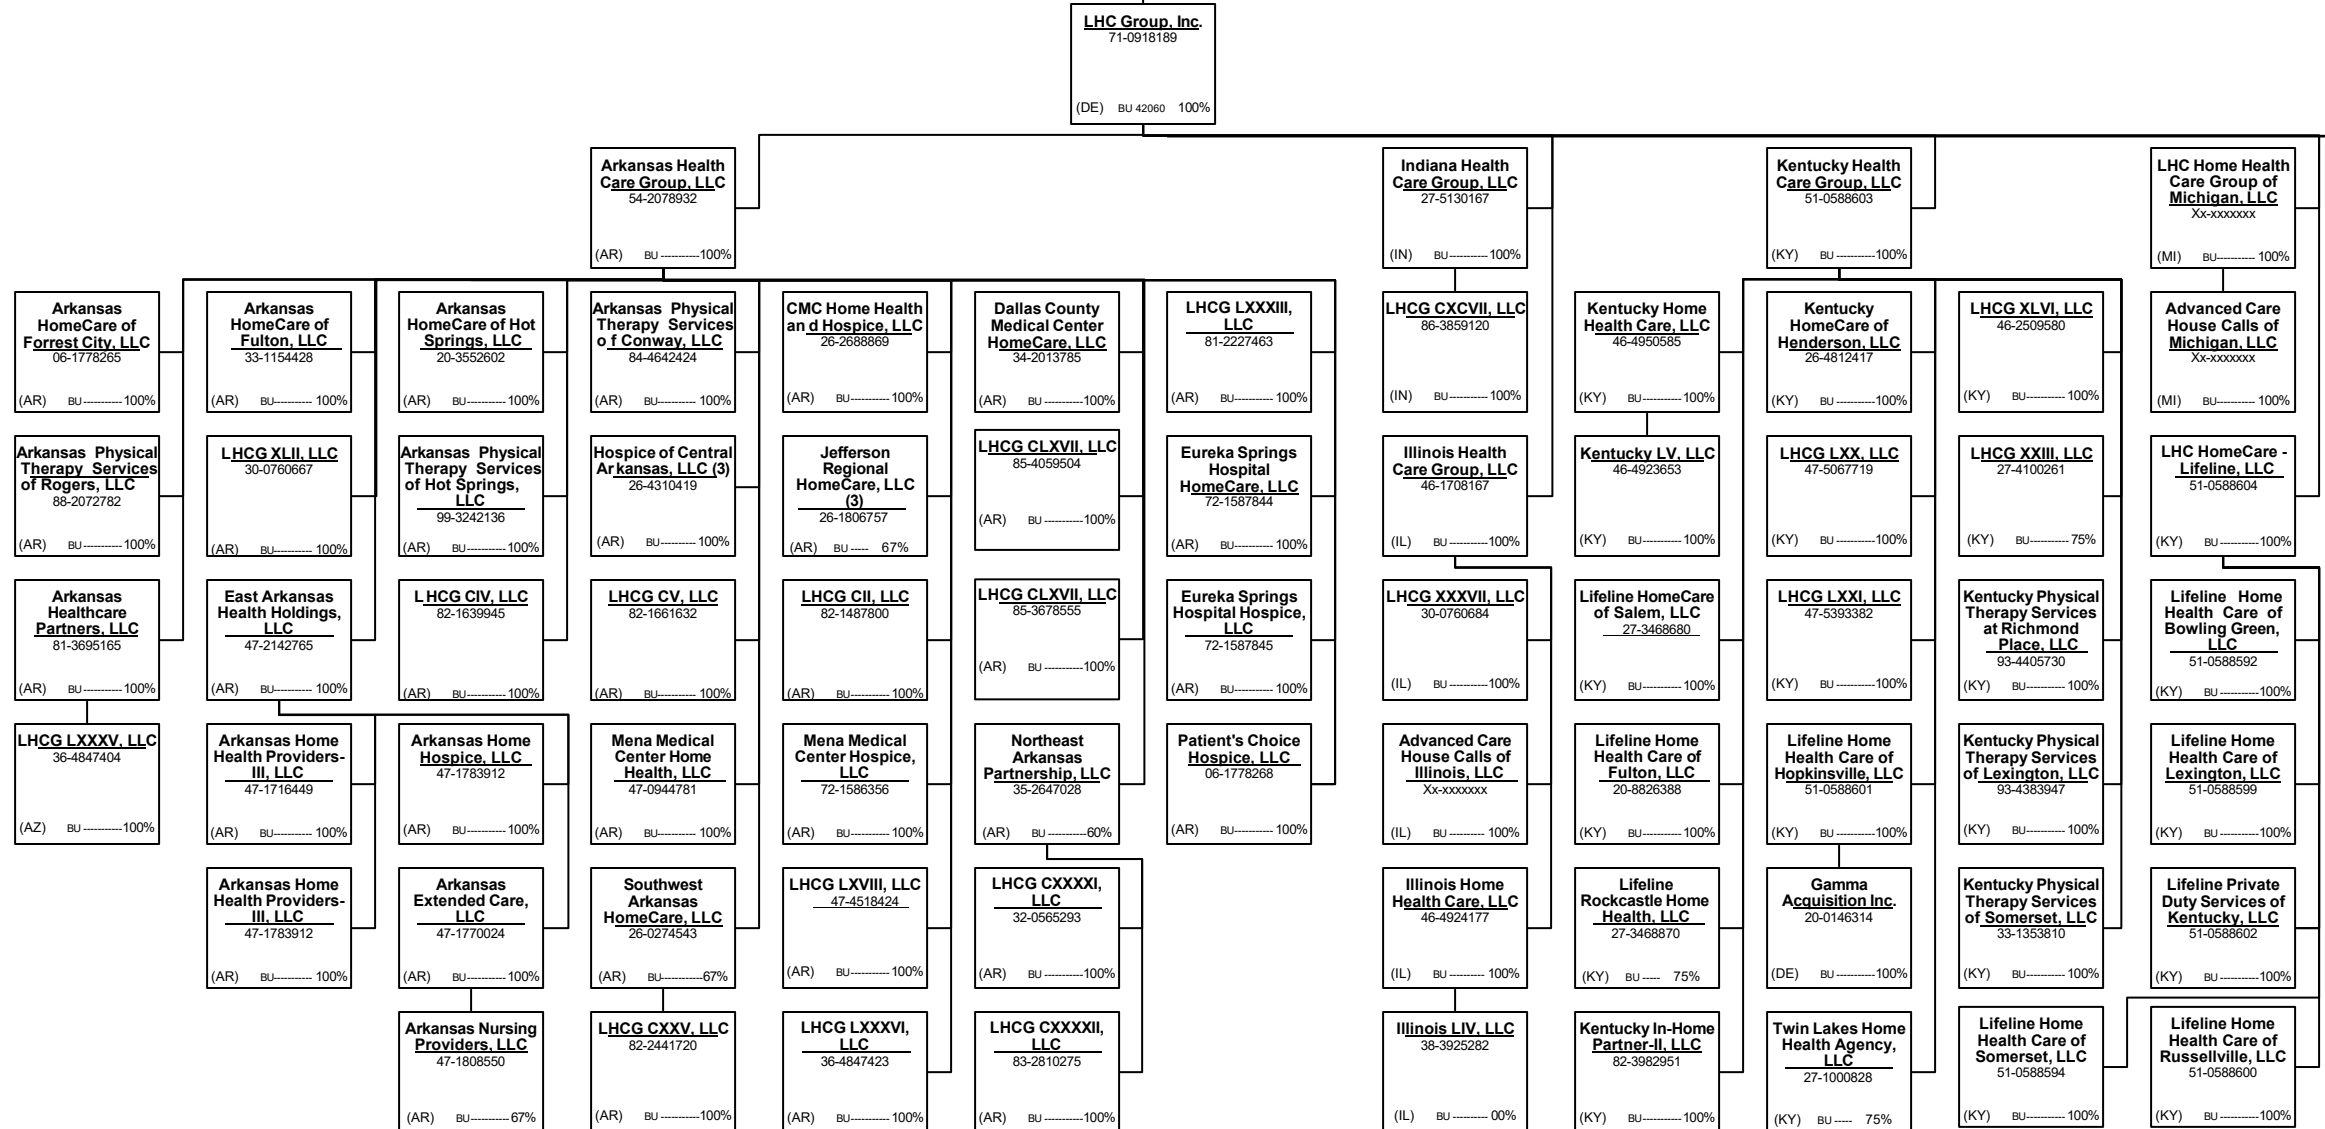 LHC Group, Inc.
71-0918189
(DE) BU 42060 100%
Arkansas Health
Care Group, LLC
54-2078932
(AR) BU ----------- 100%
Indiana Health
Care Group, LLC
27-5130167
(IN) BU ----------- 100%
Kentucky Health
Care Group, LLC
51-0588603
(KY) BU ----------- 100%
LHC Home Health
Care Group of
Michigan, LLC
Xx-xxxxxxx
(MI) BU----------- 100%
Arkansas
HomeCare of
Forrest City, LLC
06-1778265
(AR) BU ----------- 100%
Arkansas
HomeCare of
Fulton, LLC
33-1154428
(AR) BU----------- 100%
Arkansas
HomeCare of Hot
Springs, LLC
20-3552602
(AR) BU----------- 100%
Arkansas Physical
Therapy Services
of Conway, LLC
84-4642424
(AR) BU----------- 100%
CMC Home Health
and Hospice, LLC
26-2688869
(AR) BU----------- 100%
Dallas County
Medical Center
HomeCare, LLC
34-2013785
(AR) BU -----------100%
LHCG LXXXIII,
LLC
81-2227463
(AR) BU----------- 100%
LHCG CXCVII, LLC
86-3859120
(IN) BU----------- 100%
Kentucky Home
Health Care, LLC
46-4950585
(KY) BU----------- 100%
Kentucky
HomeCare of
Henderson, LLC
26-4812417
(KY) BU ----------- 100%
LHCG XLVI, LLC
46-2509580
(KY) BU----------- 100%
Advanced Care
House Calls of
Michigan, LLC
Xx-xxxxxxx
(MI) BU----------- 100%
Arkansas Physical
Therapy Services
of Rogers, LLC
88-2072782
(AR) BU----------- 100%
LHCG XLII, LLC
30-0760667
(AR) BU----------- 100%
Arkansas Physical
Therapy Services
of Hot Springs,
LLC
99-3242136
(AR) BU----------- 100%
Hospice of Central
Arkansas, LLC (3)
26-4310419
(AR) BU----------- 100%
Jefferson
Regional
HomeCare, LLC
(3)
26-1806757
(AR) BU ----- 67%
LHCG CLXVII, LLC
85-4059504
(AR) BU -----------100%
Eureka Springs
Hospital
HomeCare, LLC
72-1587844
(AR) BU----------- 100%
Illinois Health
Care Group, LLC
46-1708167
(IL) BU -----------100%
Kentucky LV, LLC
46-4923653
(KY) BU -----------100%
LHCG LXX, LLC
47-5067719
(KY) BU -----------100%
LHCG XXIII, LLC
27-4100261
(KY) BU----------- 75%
LHC HomeCare -
Lifeline, LLC
51-0588604
(KY) BU -----------100%
Arkansas
Healthcare
Partners, LLC
81-3695165
(AR) BU ----------- 100%
East Arkansas
Health Holdings,
LLC
47-2142765
(AR) BU -----------100%
LHCG CIV, LLC
82-1639945
(AR) BU----------- 100%
LHCG CV, LLC
82-1661632
(AR) BU----------- 100%
LHCG CII, LLC
82-1487800
(AR) BU----------- 100%
LHCG CLXVII, LLC
85-3678555
(AR) BU -----------100%
Eureka Springs
Hospital Hospice,
LLC
72-1587845
(AR) BU----------- 100%
LHCG XXXVII, LLC
30-0760684
(IL) BU -----------100%
Lifeline HomeCare
of Salem, LLC
27-3468680
(KY) BU----------- 100%
LHCG LXXI, LLC
47-5393382
(KY) BU -----------100%
Kentucky Physical
Therapy Services
at Richmond
Place, LLC
93-4405730
(KY) BU----------- 100%
Lifeline Home
Health Care of
Bowling Green,
LLC
51-0588592
(KY) BU -----------100%
LHCG LXXXV, LLC
36-4847404
(AZ) BU -----------100%
Arkansas Home
Health Providers-
III, LLC
47-1716449
(AR) BU----------- 100%
Arkansas Home
Hospice, LLC
47-1783912
(AR) BU -----------100%
Mena Medical
Center Home
Health, LLC
47-0944781
(AR) BU----------- 100%
Mena Medical
Center Hospice,
LLC
72-1586356
(AR) BU----------- 100%
Northeast
Arkansas
Partnership, LLC
35-2647028
(AR) BU -----------60%
Patient's Choice
Hospice, LLC
06-1778268
(AR) BU----------- 100%
Advanced Care
House Calls of
Illinois, LLC
Xx-xxxxxxx
(IL) BU ---------- 100%
Lifeline Home
Health Care of
Fulton, LLC
20-8826388
(KY) BU----------- 100%
Lifeline Home
Health Care of
Hopkinsville, LLC
51-0588601
(KY) BU -----------100%
Kentucky Physical
Therapy Services
of Lexington, LLC
93-4383947
(KY) BU----------- 100%
Lifeline Home
Health Care of
Lexington, LLC
51-0588599
(KY) BU -----------100%
Arkansas Home
Health Providers-
III, LLC
47-1783912
(AR) BU----------- 100%
Arkansas
Extended Care,
LLC
47-1770024
(AR) BU -----------100%
Southwest
Arkansas
HomeCare, LLC
26-0274543
(AR) BU-----------67%
LHCG LXVIII, LLC
47-4518424
(AR) BU----------- 100%
LHCG CXXXXI,
LLC
32-0565293
(AR) BU -----------100%
Illinois Home
Health Care, LLC
46-4924177
(IL) BU ---------- 100%
Lifeline
Rockcastle Home
Health, LLC
27-3468870
(KY) BU ----- 75%
Gamma
Acquisition Inc.
20-0146314
(DE) BU -----------100%
Kentucky Physical
Therapy Services
of Somerset, LLC
33-1353810
(KY) BU ----------- 100%
Lifeline Private
Duty Services of
Kentucky, LLC
51-0588602
(KY) BU -----------100%
Arkansas Nursing
Providers, LLC
47-1808550
(AR) BU----------- 67%
LHCG CXXV, LLC
82-2441720
(AR) BU -----------100%
LHCG LXXXVI,
LLC
36-4847423
(AR) BU----------- 100%
LHCG CXXXXII,
LLC
83-2810275
(AR) BU -----------100%
Illinois LIV, LLC
38-3925282
(IL) BU ---------- 00%
Kentucky In-Home
Partner-II, LLC
82-3982951
(KY) BU----------- 100%
Twin Lakes Home
Health Agency,
LLC
27-1000828
(KY) BU ----- 75%
Lifeline Home
Health Care of
Somerset, LLC
51-0588594
(KY) BU----------- 100%
Lifeline Home
Health Care of
Russellville, LLC
51-0588600
(KY) BU----------- 100%